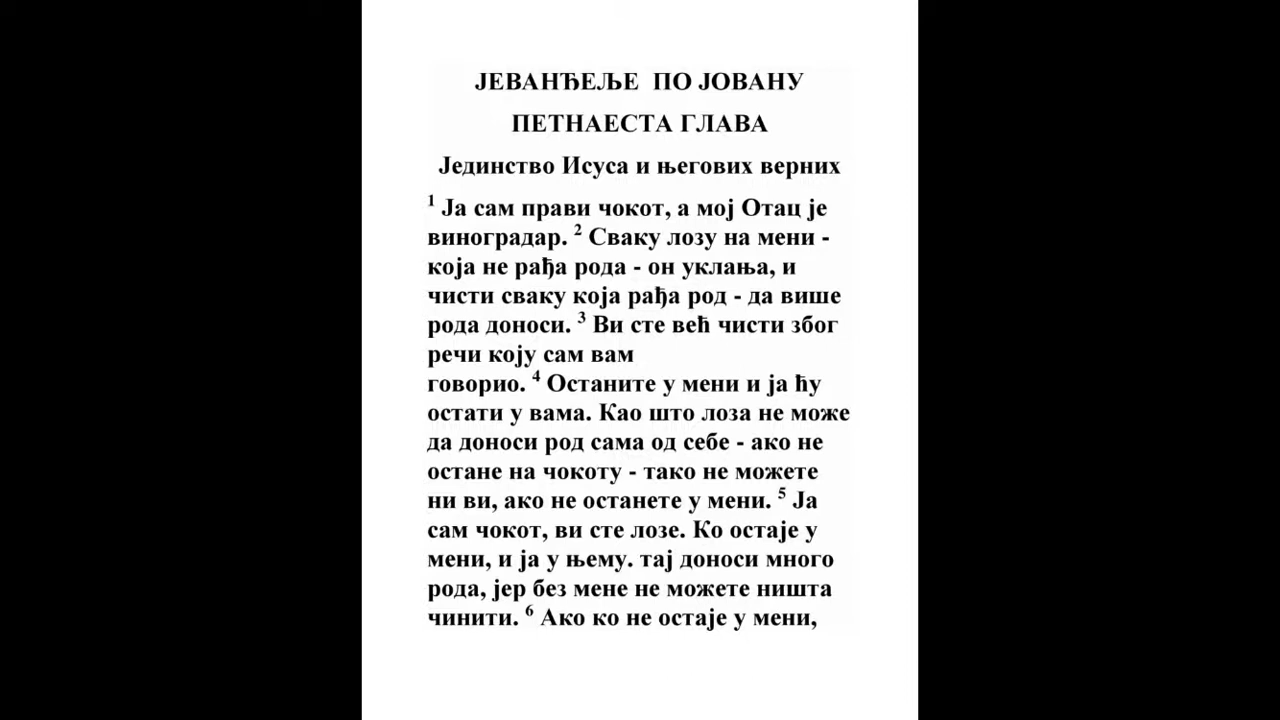 ЈЕВАНЂЕЉЕ ПО ЈОВАНУ
ПЕТНАЕСТА ГЛАВА
Јединство Исуса и његових верних
¹ Ја сам прави чокот, а мој Отац је
виноградар. ² Сваку лозу на мени -
која не рађа рода - он уклања, и
чисти сваку која рађа род - да више
рода доноси. ³ Ви сте већ чисти због
речи коју сам вам
говорио. ⁴ Останите у мени и ја ћу
остати у вама. Као што лоза не може
да доноси род сама од себе - ако не
остане на чокоту - тако не можете
ни ви, ако не останете у мени. ⁵ Ја
сам чокот, ви сте лозе. Ко остаје у
мени, и ја у њему. тај доноси много
рода, јер без мене не можете ништа
чинити. ⁶ Ако ко не остаје у мени,